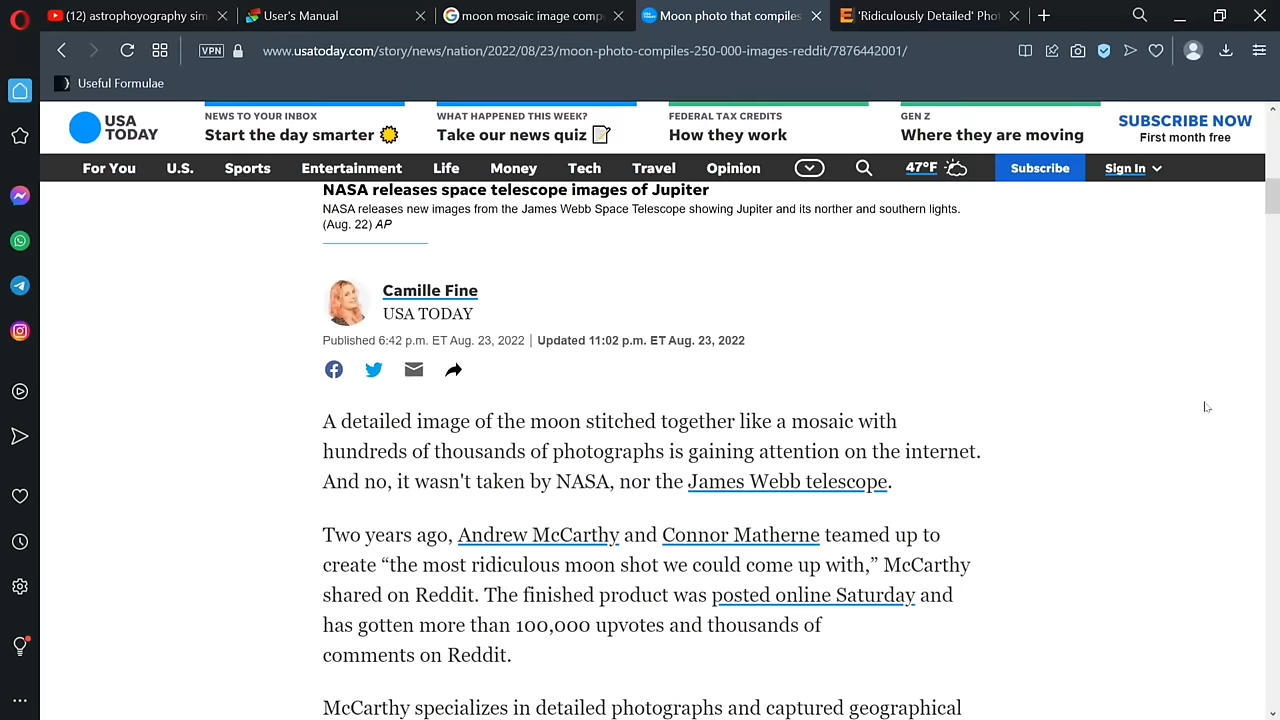 (12) astrophoyography sim
User's Manual
moon mosaic image comp
Moon photo that compiles
'Ridiculously Detailed' Phot
VPN
www.usatoday.com/story/news/nation/2022/08/23/moon-photo-compiles-250-000-images-reddit/7876442001/
Useful Formulae
USA
TODAY
NEWS TO YOUR INBOX
Start the day smarter
WHAT HAPPENED THIS WEEK?
Take our news quiz
FEDERAL TAX CREDITS
How they work
GEN Z
Where they are moving
SUBSCRIBE NOW
First month free
For You U.S. Sports Entertainment Life Money Tech Travel Opinion 47°F Subscribe Sign In
NASA releases space telescope images of Jupiter
NASA releases new images from the James Webb Space Telescope showing Jupiter and its norther and southern lights.
(Aug. 22) AP
Camille Fine
USA TODAY
Published 6:42 p.m. ET Aug. 23, 2022 | Updated 11:02 p.m. ET Aug. 23, 2022
A detailed image of the moon stitched together like a mosaic with
hundreds of thousands of photographs is gaining attention on the internet.
And no, it wasn't taken by NASA, nor the James Webb telescope.
Two years ago, Andrew McCarthy and Connor Matherne teamed up to
create “the most ridiculous moon shot we could come up with,” McCarthy
shared on Reddit. The finished product was posted online Saturday and
has gotten more than 100,000 upvotes and thousands of
comments on Reddit.
McCarthy specializes in detailed photographs and captured geographical